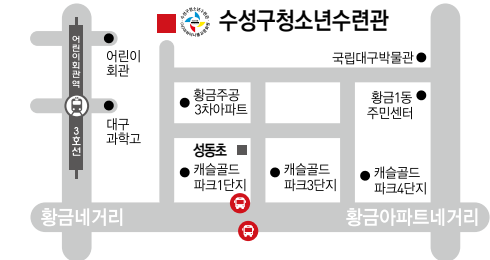 수성구청소년수련관
국립대구박물관
어린이
회관
어린이회관역
3호선
대구
과학고
황금주공
3차아파트
황금1동
주민센터
성동초
캐슬골드
파크1단지
캐슬골드
파크3단지
캐슬골드
파크4단지
황금네거리
황금아파트네거리